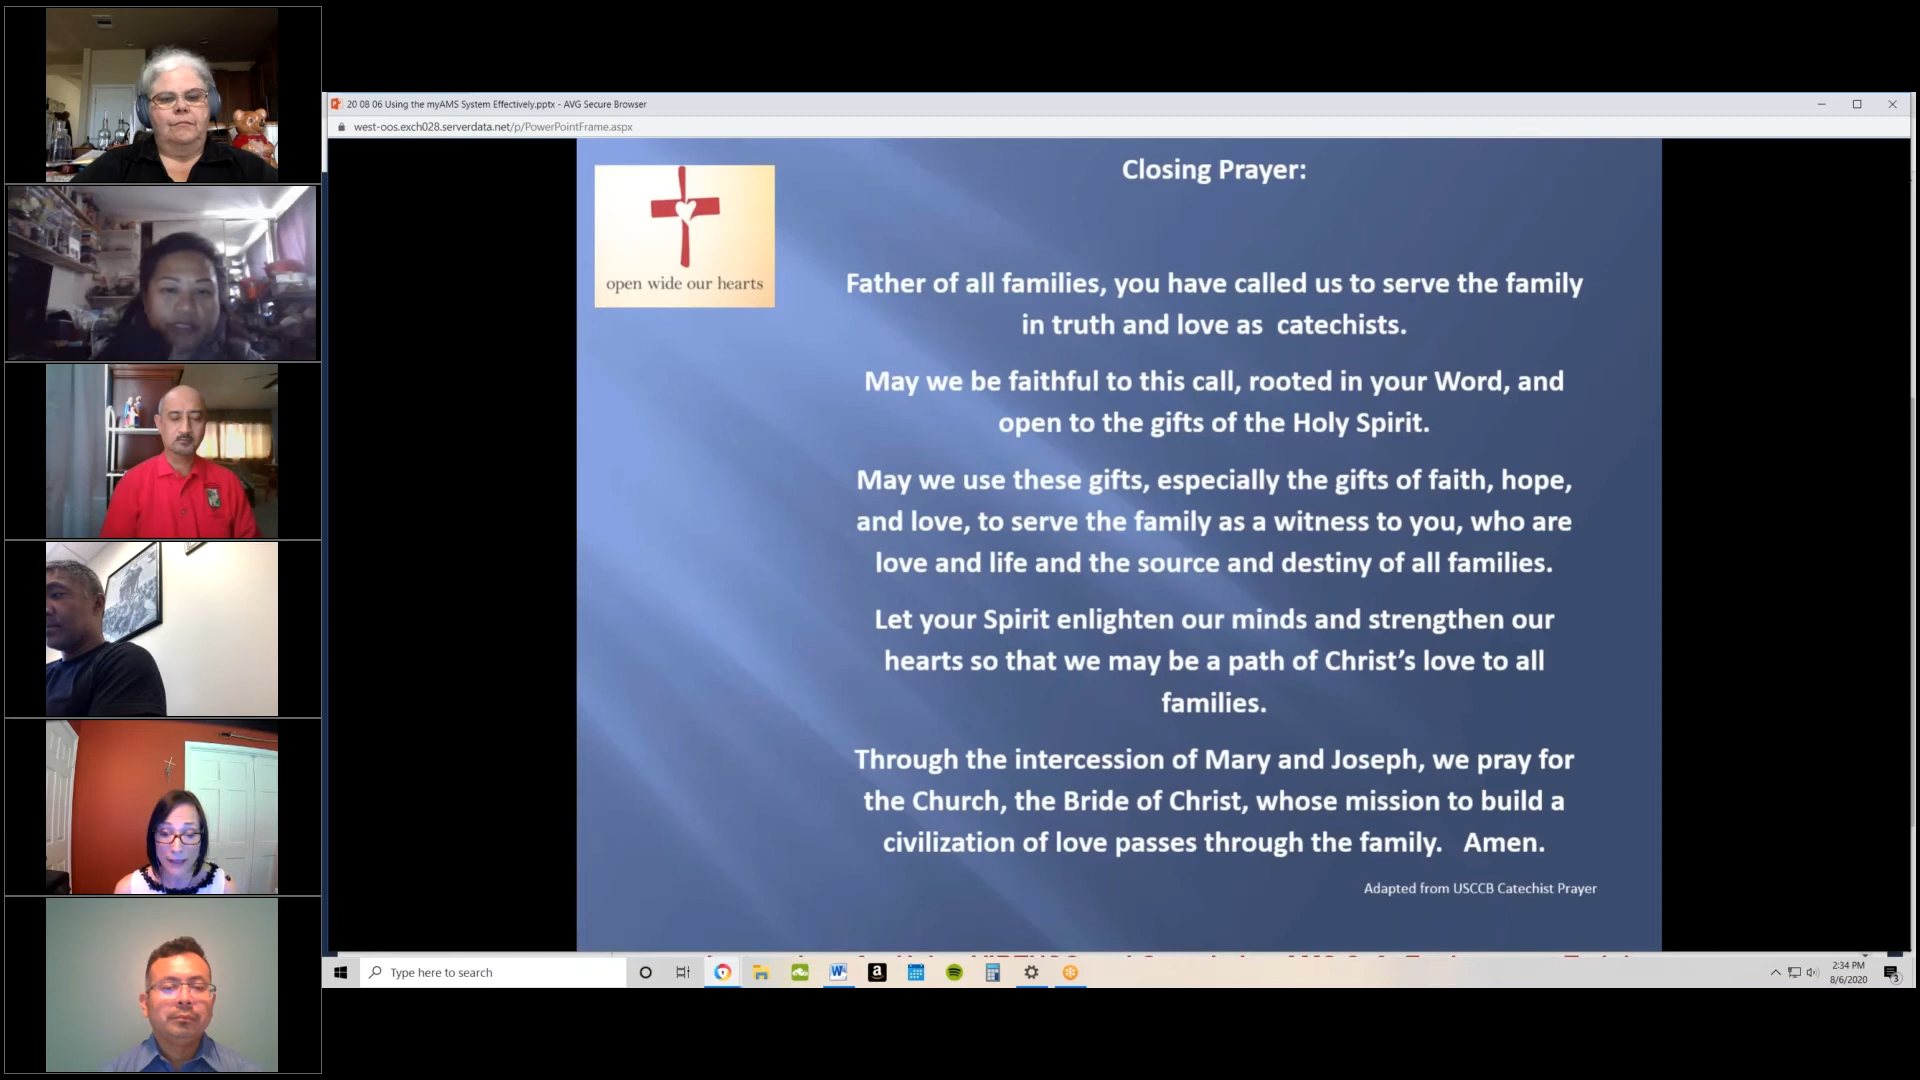 20 08 06 Using the myAMS System Effectively.pptx - AVG Secure Browser
west-oos.exch028.serverdata.net/p/PowerPointFrame.aspx
open wide our hearts
Closing Prayer:
Father of all families, you have called us to serve the family
in truth and love as catechists.
May we be faithful to this call, rooted in your Word, and
open to the gifts of the Holy Spirit.
May we use these gifts, especially the gifts of faith, hope,
and love, to serve the family as a witness to you, who are
love and life and the source and destiny of all families.
Let your Spirit enlighten our minds and strengthen our
hearts so that we may be a path of Christ’s love to all
families.
Through the intercession of Mary and Joseph, we pray for
the Church, the Bride of Christ, whose mission to build a
civilization of love passes through the family. Amen.
Adapted from USCCB Catechist Prayer
Type here to search
2:34 PM
8/6/2020
3